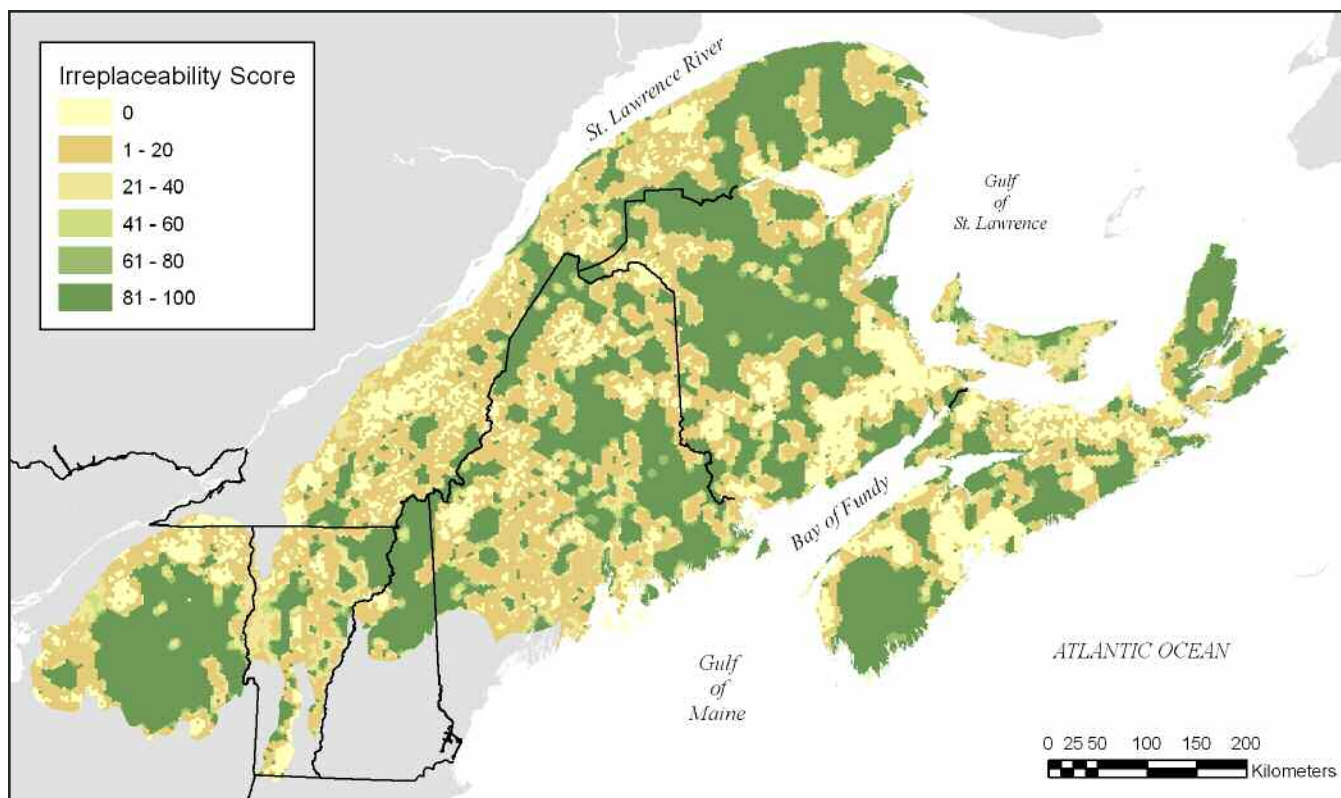 Irreplaceability Score
0
1 - 20
21 - 40
41 - 60
61 - 80
81 - 100
St. Lawrence River
Gulf
of
St. Lawrence
Bay of Fundy
Gulf
of
Maine
ATLANTIC OCEAN
0 25 50 100 150 200
Kilometers